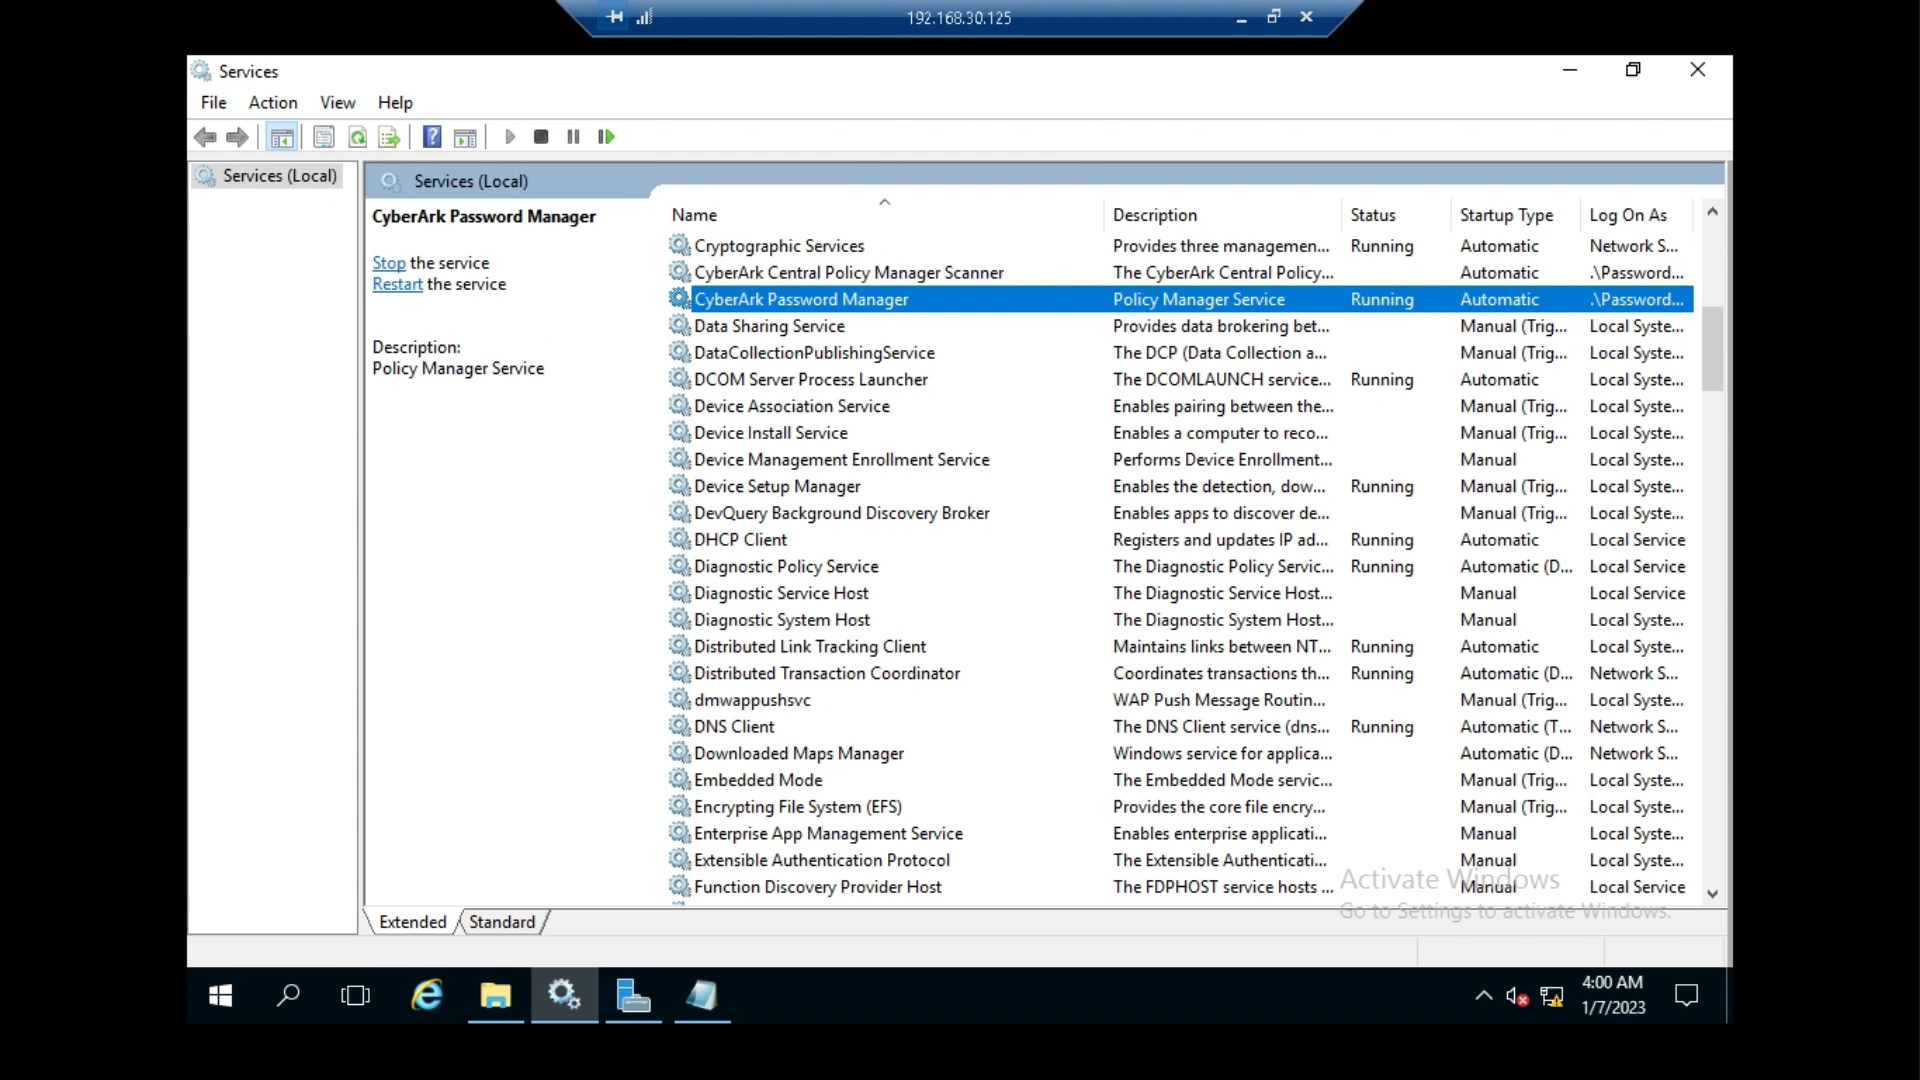 192.168.30.125
Services
File Action View Help
Services (Local)
Services (Local)
CyberArk Password Manager
Stop the service
Restart the service
Description:
Policy Manager Service
Name Description Status Startup Type Log On As
Cryptographic Services Provides three managemen... Running Automatic Network S...
CyberArk Central Policy Manager Scanner The CyberArk Central Policy... Automatic .\Password...
CyberArk Password Manager Policy Manager Service Running Automatic .\Password...
Data Sharing Service Provides data brokering bet... Manual (Trig... Local Syste...
DataCollectionPublishingService The DCP (Data Collection a... Manual (Trig... Local Syste...
DCOM Server Process Launcher The DCOMLAUNCH service... Running Automatic Local Syste...
Device Association Service Enables pairing between the... Manual (Trig... Local Syste...
Device Install Service Enables a computer to reco... Manual (Trig... Local Syste...
Device Management Enrollment Service Performs Device Enrollment... Manual Local Syste...
Device Setup Manager Enables the detection, dow... Running Manual (Trig... Local Syste...
DevQuery Background Discovery Broker Enables apps to discover de... Manual (Trig... Local Syste...
DHCP Client Registers and updates IP ad... Running Automatic Local Service
Diagnostic Policy Service The Diagnostic Policy Servic... Running Automatic (D... Local Service
Diagnostic Service Host The Diagnostic Service Host... Manual Local Service
Diagnostic System Host The Diagnostic System Host... Manual Local Syste...
Distributed Link Tracking Client Maintains links between NT... Running Automatic Local Syste...
Distributed Transaction Coordinator Coordinates transactions th... Running Automatic (D... Network S...
dmwappushsvc WAP Push Message Routin... Manual (Trig... Local Syste...
DNS Client The DNS Client service (dns... Running Automatic (T... Network S...
Downloaded Maps Manager Windows service for applica... Automatic (D... Network S...
Embedded Mode The Embedded Mode servic... Manual (Trig... Local Syste...
Encrypting File System (EFS) Provides the core file encry... Manual (Trig... Local Syste...
Enterprise App Management Service Enables enterprise applicati... Manual Local Syste...
Extensible Authentication Protocol The Extensible Authenticati... Manual Local Syste...
Function Discovery Provider Host The FDPHOST service hosts ... Manual Local Service
Activate Windows
Go to Settings to activate Windows.
Extended Standard
4:00 AM
1/7/2023